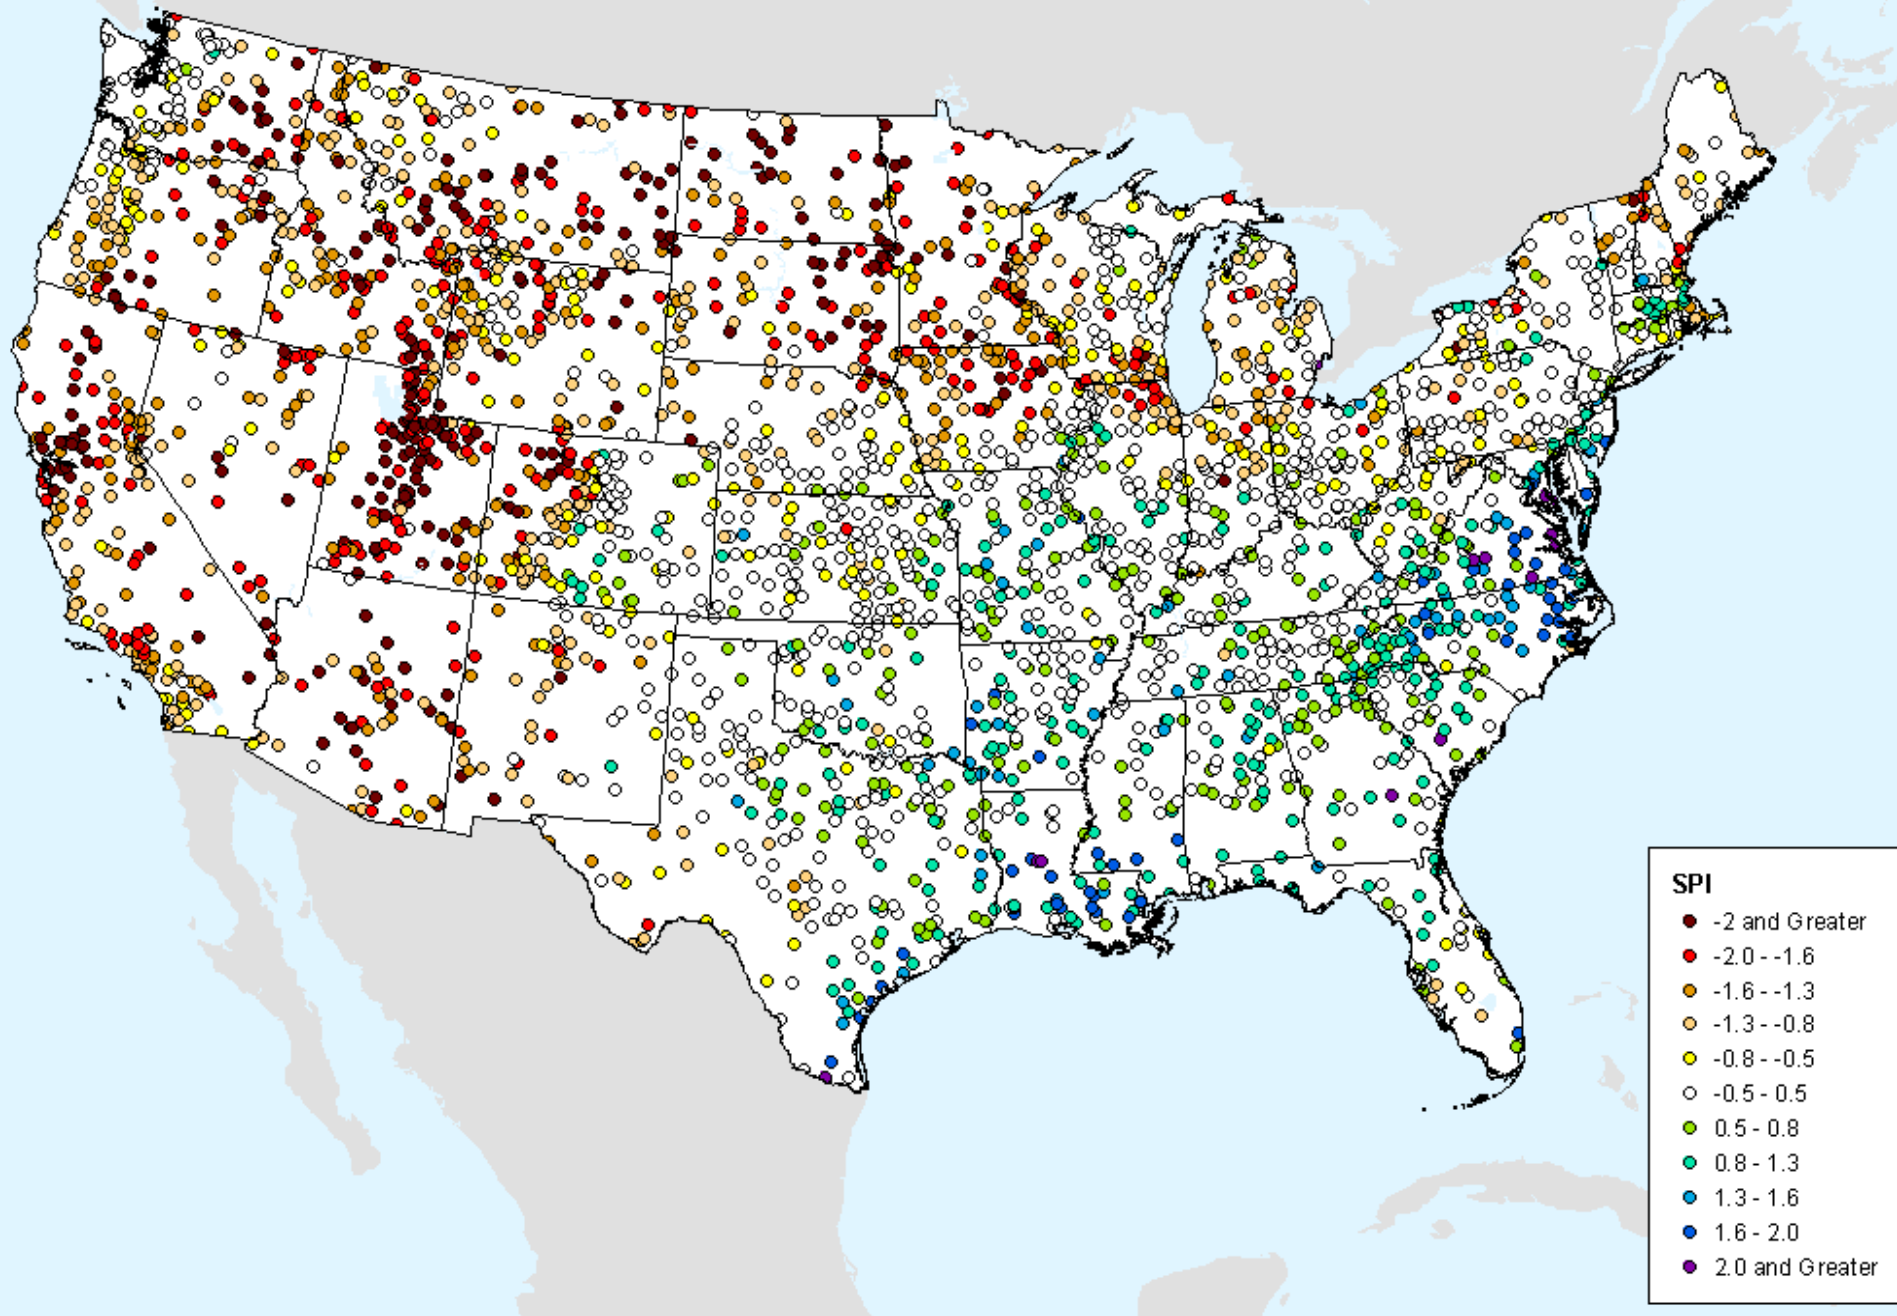 SPI
-2 and Greater
-2.0 - -1.6
-1.6 - -1.3
-1.3 - -0.8
-0.8 - -0.5
-0.5 - 0.5
0.5 - 0.8
0.8 - 1.3
1.3 - 1.6
1.6 - 2.0
2.0 and Greater